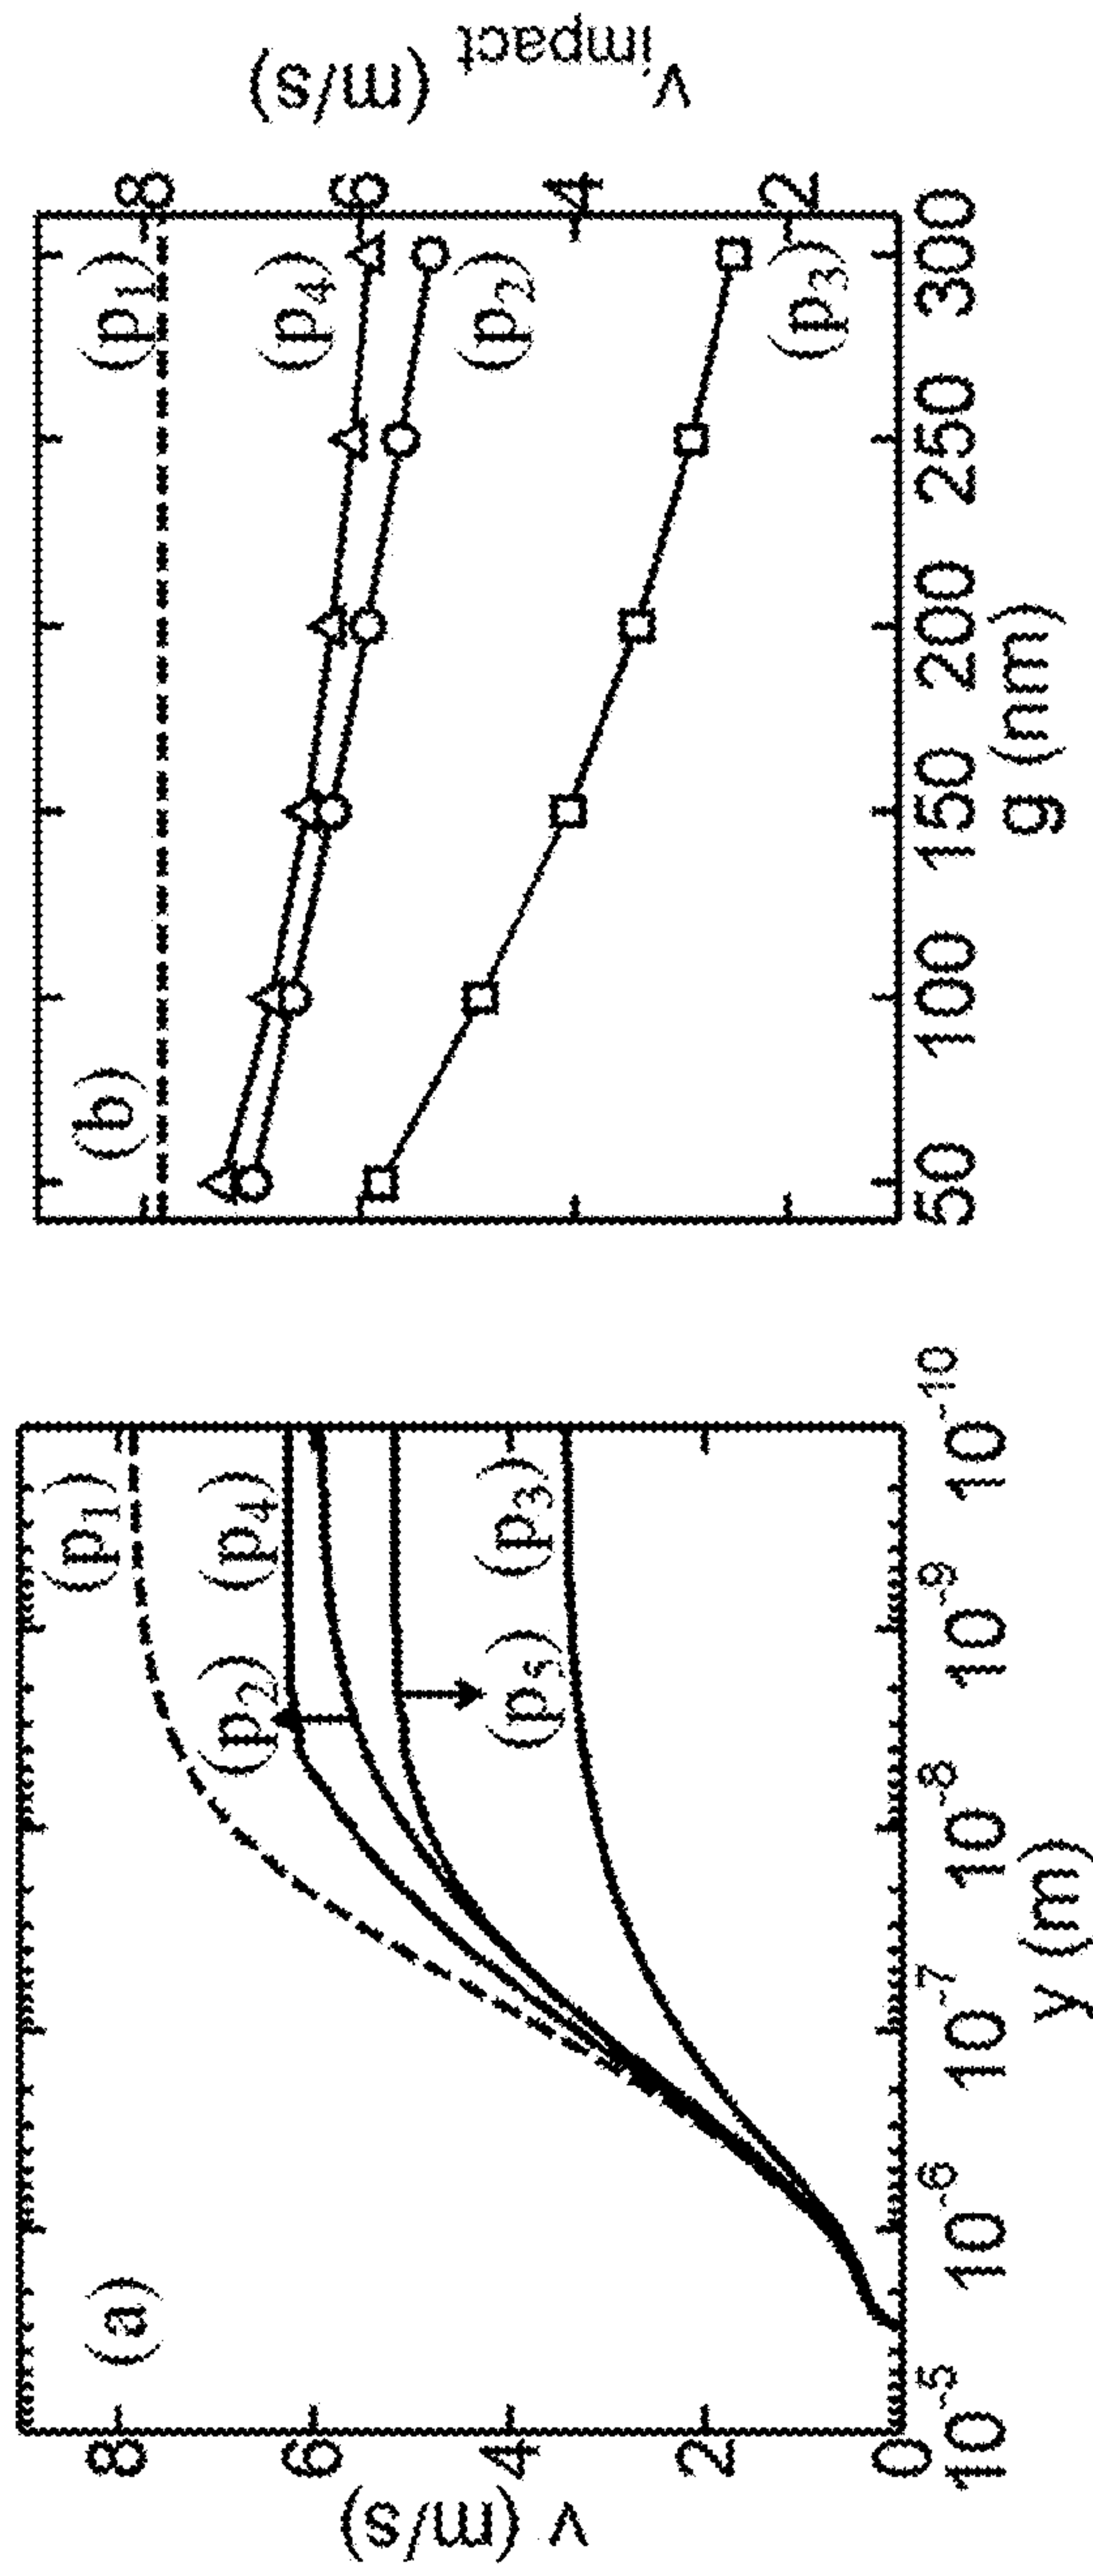 (a)
(p₁)
(p₂)
(p₄)
(p₅)
(p₃)
8
6
4
2
0
v (m/s)
10⁻⁵ 10⁻⁶ 10⁻⁷ 10⁻⁸ 10⁻⁹ 10⁻¹⁰
y (m)
(b)
(p₁)
(p₄)
(p₂)
(p₃)
8
6
4
2
v_impact (m/s)
50 100 150 200 250 300
g (nm)